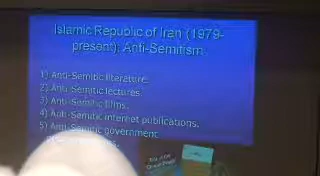 Islamic Republic of Iran (1979-
present), Anti-Semitism.
1) Anti-Semitic literature.
2) Anti-Semitic lectures.
3) Anti-Semitic films.
4) Anti-Semitic internet publications.
5) Anti-Semitic government